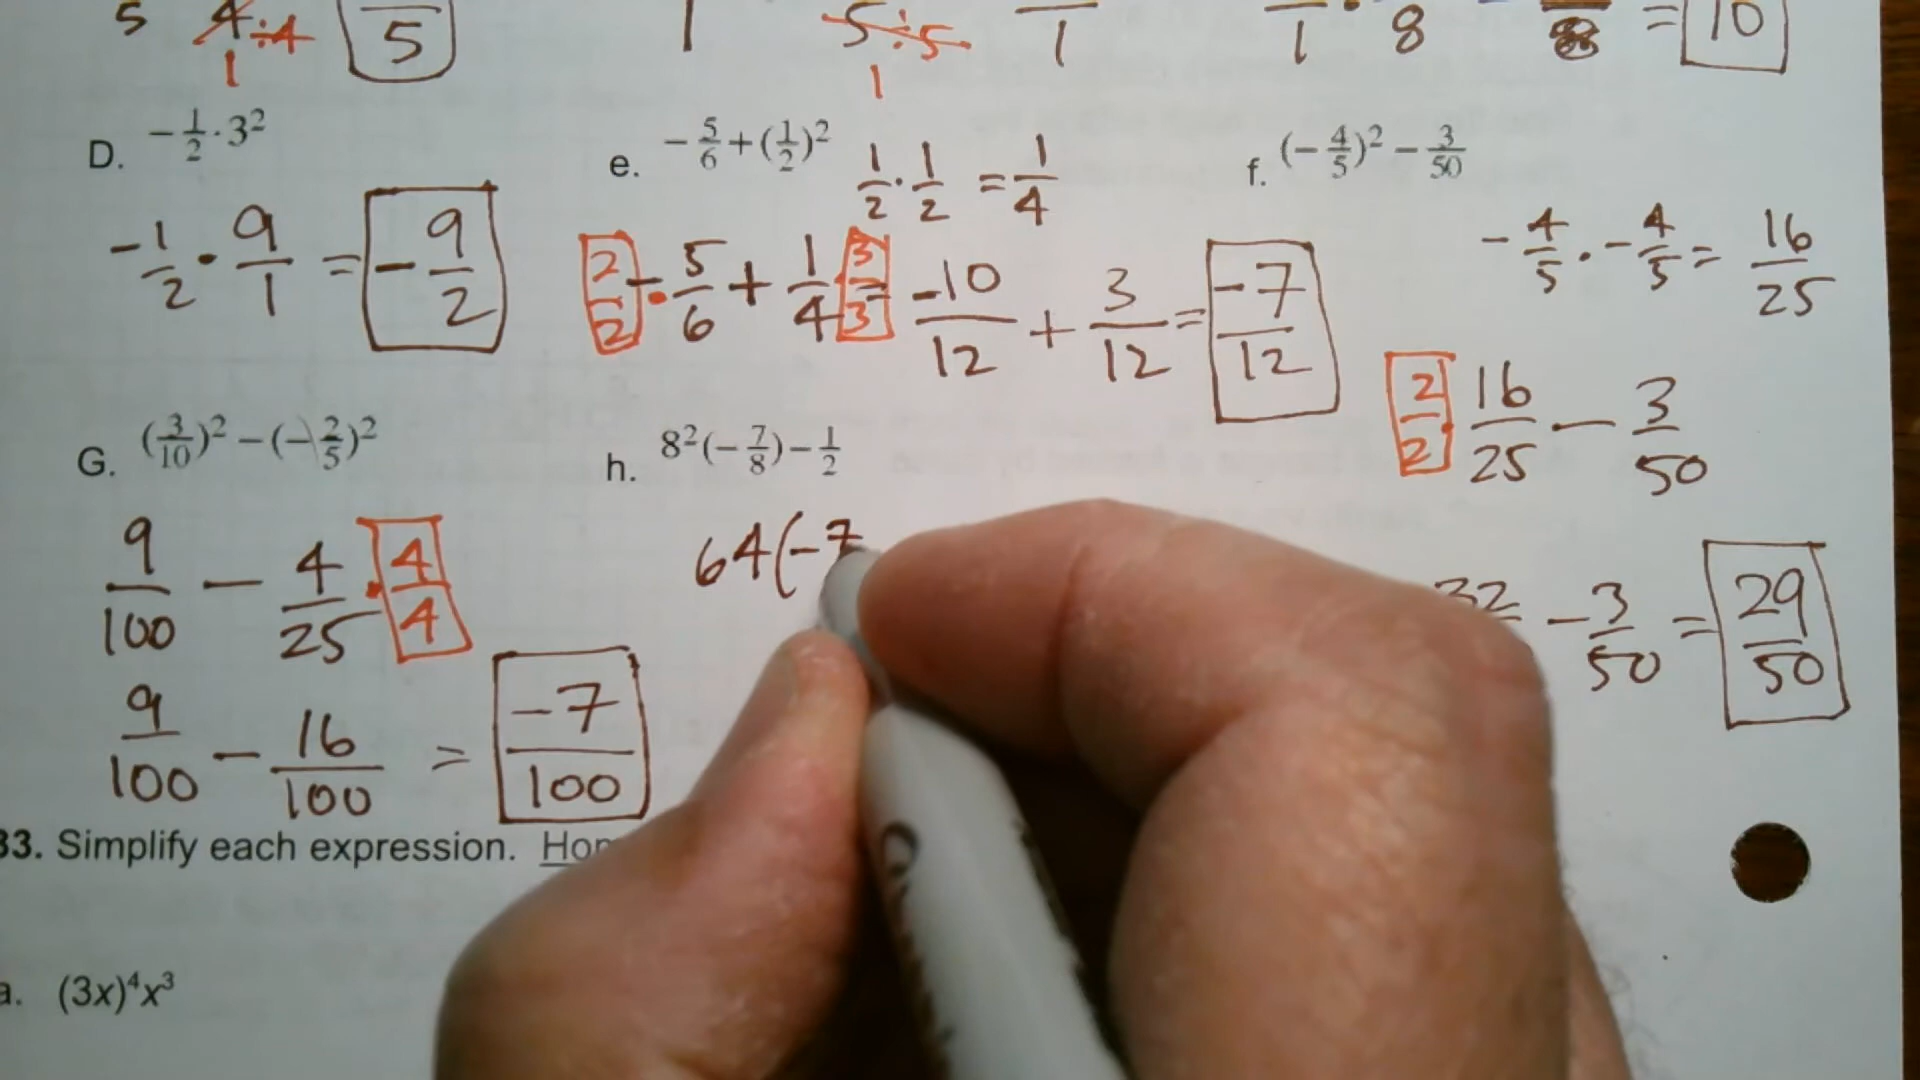 5 4 ÷4 5 1 5 ÷5 1 1 · 8 = 10
1 1
D. -1/2 · 3²
-1/2 · 9/1 = -9/2
e. -5/6 + (1/2)²
1/2 · 1/2 = 1/4
2/2 · -5/6 + 1/4 · 3/3 = -10/12 + 3/12 = -7/12
f. (-4/5)² - 3/50
-4/5 · -4/5 = 16/25
2/2 · 16/25 - 3/50
32 - 3/50 = 29/50
G. (3/10)² - (-2/5)²
9/100 - 4/25 · 4/4
9/100 - 16/100 = -7/100
h. 8²(-7/8) - 1/2
64(-7
33. Simplify each expression.
a. (3x)⁴x³